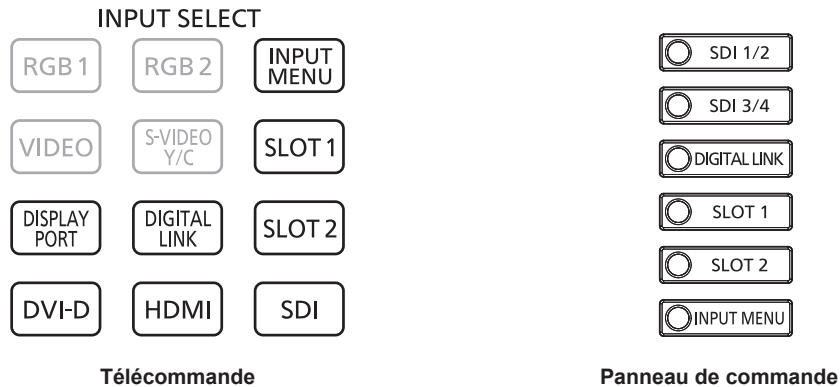 INPUT SELECT
RGB 1
RGB 2
INPUT
MENU
VIDEO
S-VIDEO
Y/C
SLOT 1
DISPLAY
PORT
DIGITAL
LINK
SLOT 2
DVI-D
HDMI
SDI
Télécommande
SDI 1/2
SDI 3/4
DIGITAL LINK
SLOT 1
SLOT 2
INPUT MENU
Panneau de commande